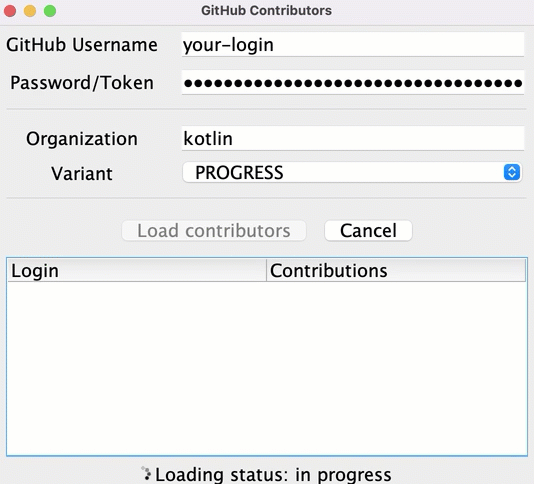 GitHub Contributors
GitHub Username your-login
Password/Token ••••••••••••••••••••••••••••••••••
Organization kotlin
Variant PROGRESS
Load contributors Cancel
Login Contributions
Loading status: in progress